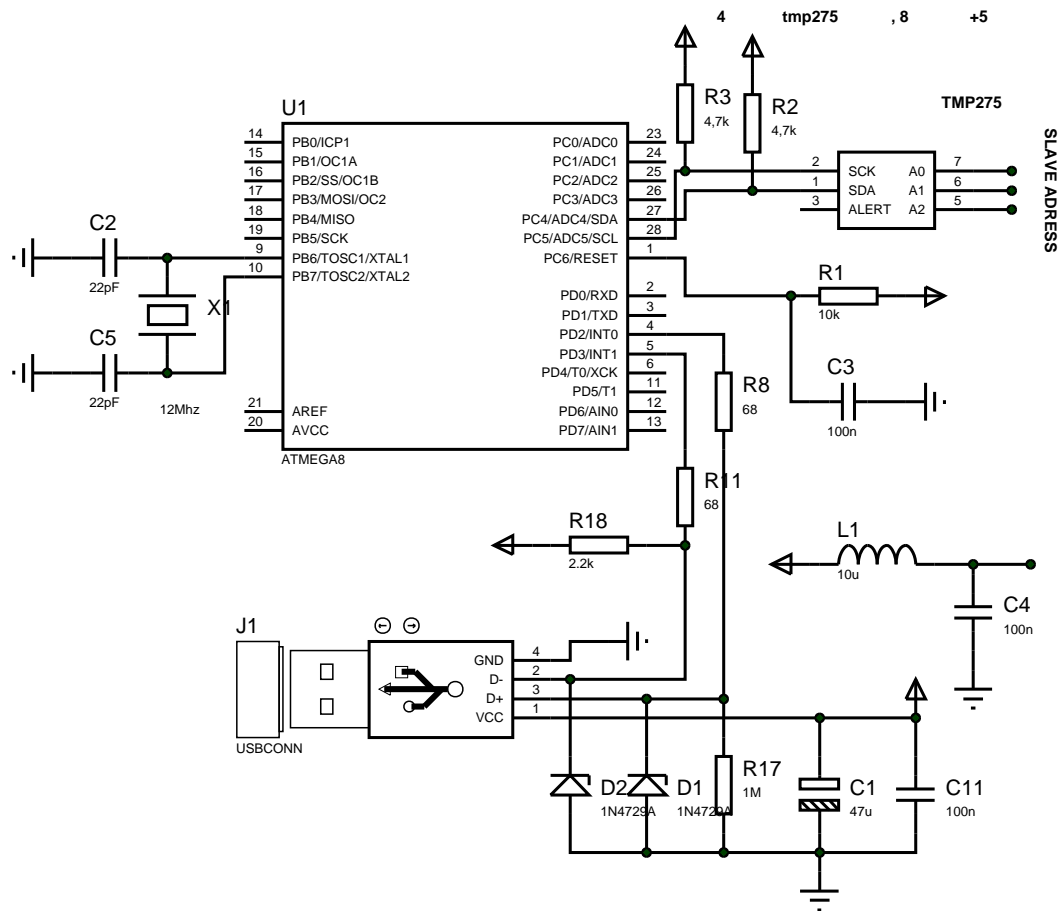 4 tmp275 , 8 +5
TMP275
SLAVE ADRESS
U1
14 PB0/ICP1
15 PB1/OC1A
16 PB2/SS/OC1B
17 PB3/MOSI/OC2
18 PB4/MISO
19 PB5/SCK
9 PB6/TOSC1/XTAL1
10 PB7/TOSC2/XTAL2
21 AREF
20 AVCC
PC0/ADC0 23
PC1/ADC1 24
PC2/ADC2 25
PC3/ADC3 26
PC4/ADC4/SDA 27
PC5/ADC5/SCL 28
PC6/RESET 1
PD0/RXD 2
PD1/TXD 3
PD2/INT0 4
PD3/INT1 5
PD4/T0/XCK 6
PD5/T1 11
PD6/AIN0 12
PD7/AIN1 13
ATMEGA8
R3
4,7k
R2
4,7k
2 SCK A0 7
1 SDA A1 6
3 ALERT A2 5
C2
22pF
X1
12Mhz
C5
22pF
R1
10k
C3
100n
R8
68
R11
68
R18
2.2k
L1
10u
C4
100n
J1
USBCONN
GND 4
D- 2
D+ 3
VCC 1
D2
1N4729A
D1
1N4729A
R17
1M
C1
47u
C11
100n